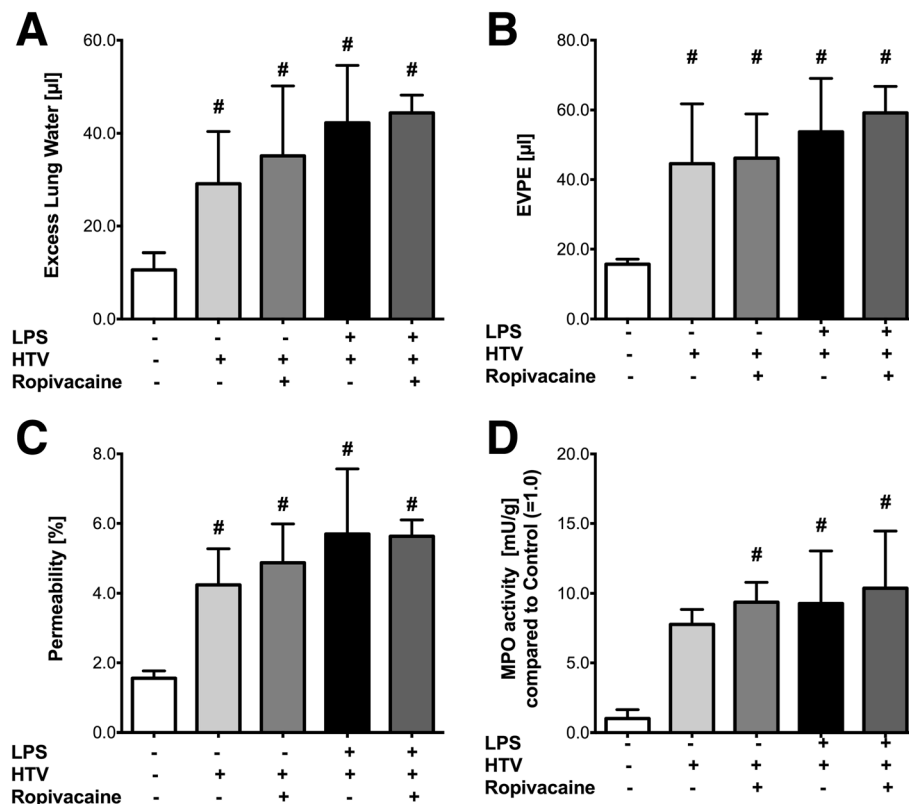 A
Excess Lung Water [µl]
60.0
40.0
20.0
0.0
# # # #
LPS - - - + +
HTV - + + + +
Ropivacaine - - + - +
B
EVPE [µl]
80.0
60.0
40.0
20.0
0.0
# # # #
LPS - - - + +
HTV - + + + +
Ropivacaine - - + - +
C
Permeability [%]
8.0
6.0
4.0
2.0
0.0
# # # #
LPS - - - + +
HTV - + + + +
Ropivacaine - - + - +
D
MPO activity [mU/g]
compared to Control (=1.0)
20.0
15.0
10.0
5.0
0.0
# # #
LPS - - - + +
HTV - + + + +
Ropivacaine - - + - +